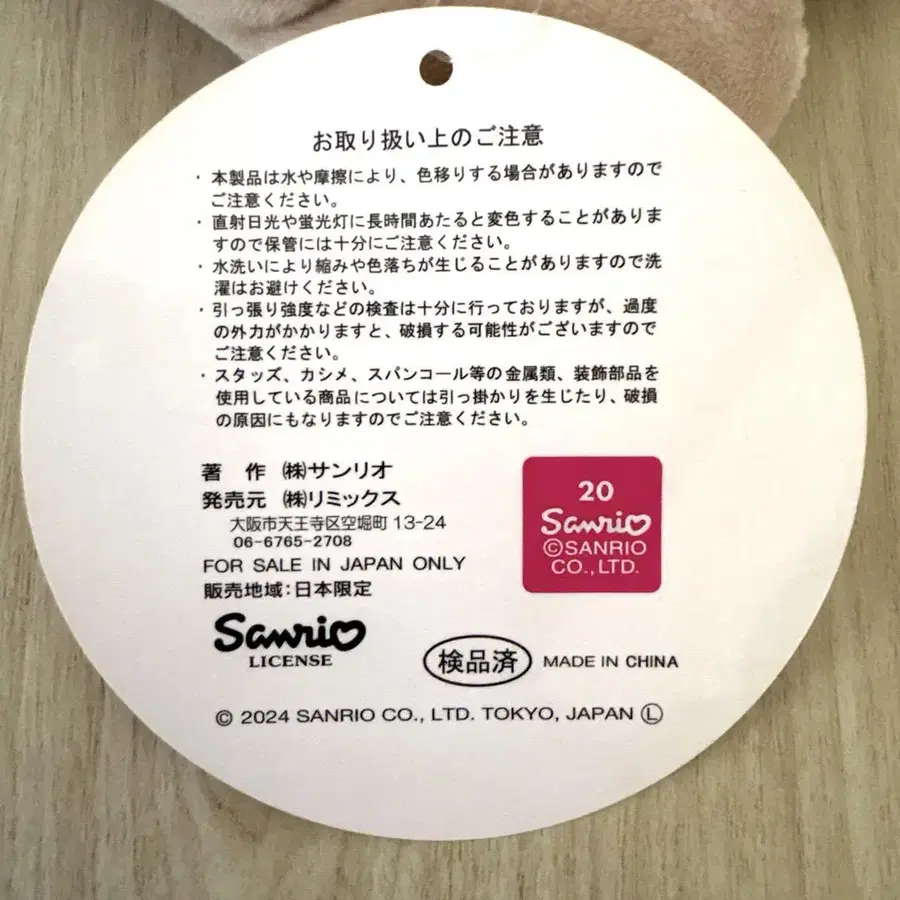 お取り扱い上のご注意
・本製品は水や摩擦により、色移りする場合がありますので
ご注意ください。
・直射日光や蛍光灯に長時間あたると変色することがありま
すので保管には十分にご注意ください。
・水洗いにより縮みや色落ちが生じることがありますので洗
濯はお避けください。
・引っ張り強度などの検査は十分に行っておりますが、過度
の外力がかかりますと、破損する可能性がございますので
ご注意ください。
・スタッズ、カシメ、スパンコール等の金属類、装飾部品を
使用している商品については引っ掛かりを生じたり、破損
の原因にもなりますのでご注意ください。
著 作 ㈱サンリオ
発売元 ㈱リミックス
大阪市天王寺区空堀町 13-24
06-6765-2708
FOR SALE IN JAPAN ONLY
販売地域：日本限定
20
Sanrio
©SANRIO
CO.,LTD.
Sanrio
LICENSE
検品済 MADE IN CHINA
© 2024 SANRIO CO., LTD. TOKYO, JAPAN Ⓛ